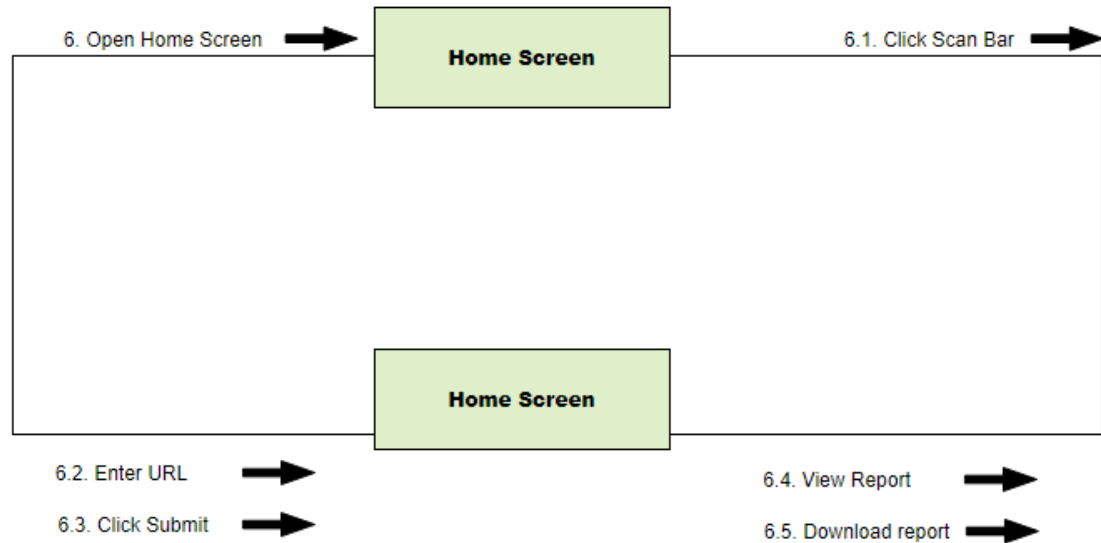 6. Open Home Screen
Home Screen
6.1. Click Scan Bar
Home Screen
6.2. Enter URL
6.4. View Report
6.3. Click Submit
6.5. Download report